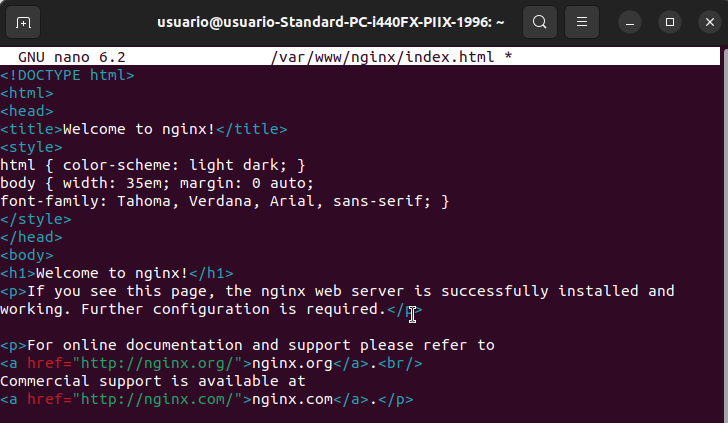 usuario@usuario-Standard-PC-i440FX-PIIX-1996: ~
GNU nano 6.2 /var/www/nginx/index.html *
<!DOCTYPE html>
<html>
<head>
<title>Welcome to nginx!</title>
<style>
html { color-scheme: light dark; }
body { width: 35em; margin: 0 auto;
font-family: Tahoma, Verdana, Arial, sans-serif; }
</style>
</head>
<body>
<h1>Welcome to nginx!</h1>
<p>If you see this page, the nginx web server is successfully installed and
working. Further configuration is required.</p>
<p>For online documentation and support please refer to
<a href="http://nginx.org/">nginx.org</a>.<br/>
Commercial support is available at
<a href="http://nginx.com/">nginx.com</a>.</p>